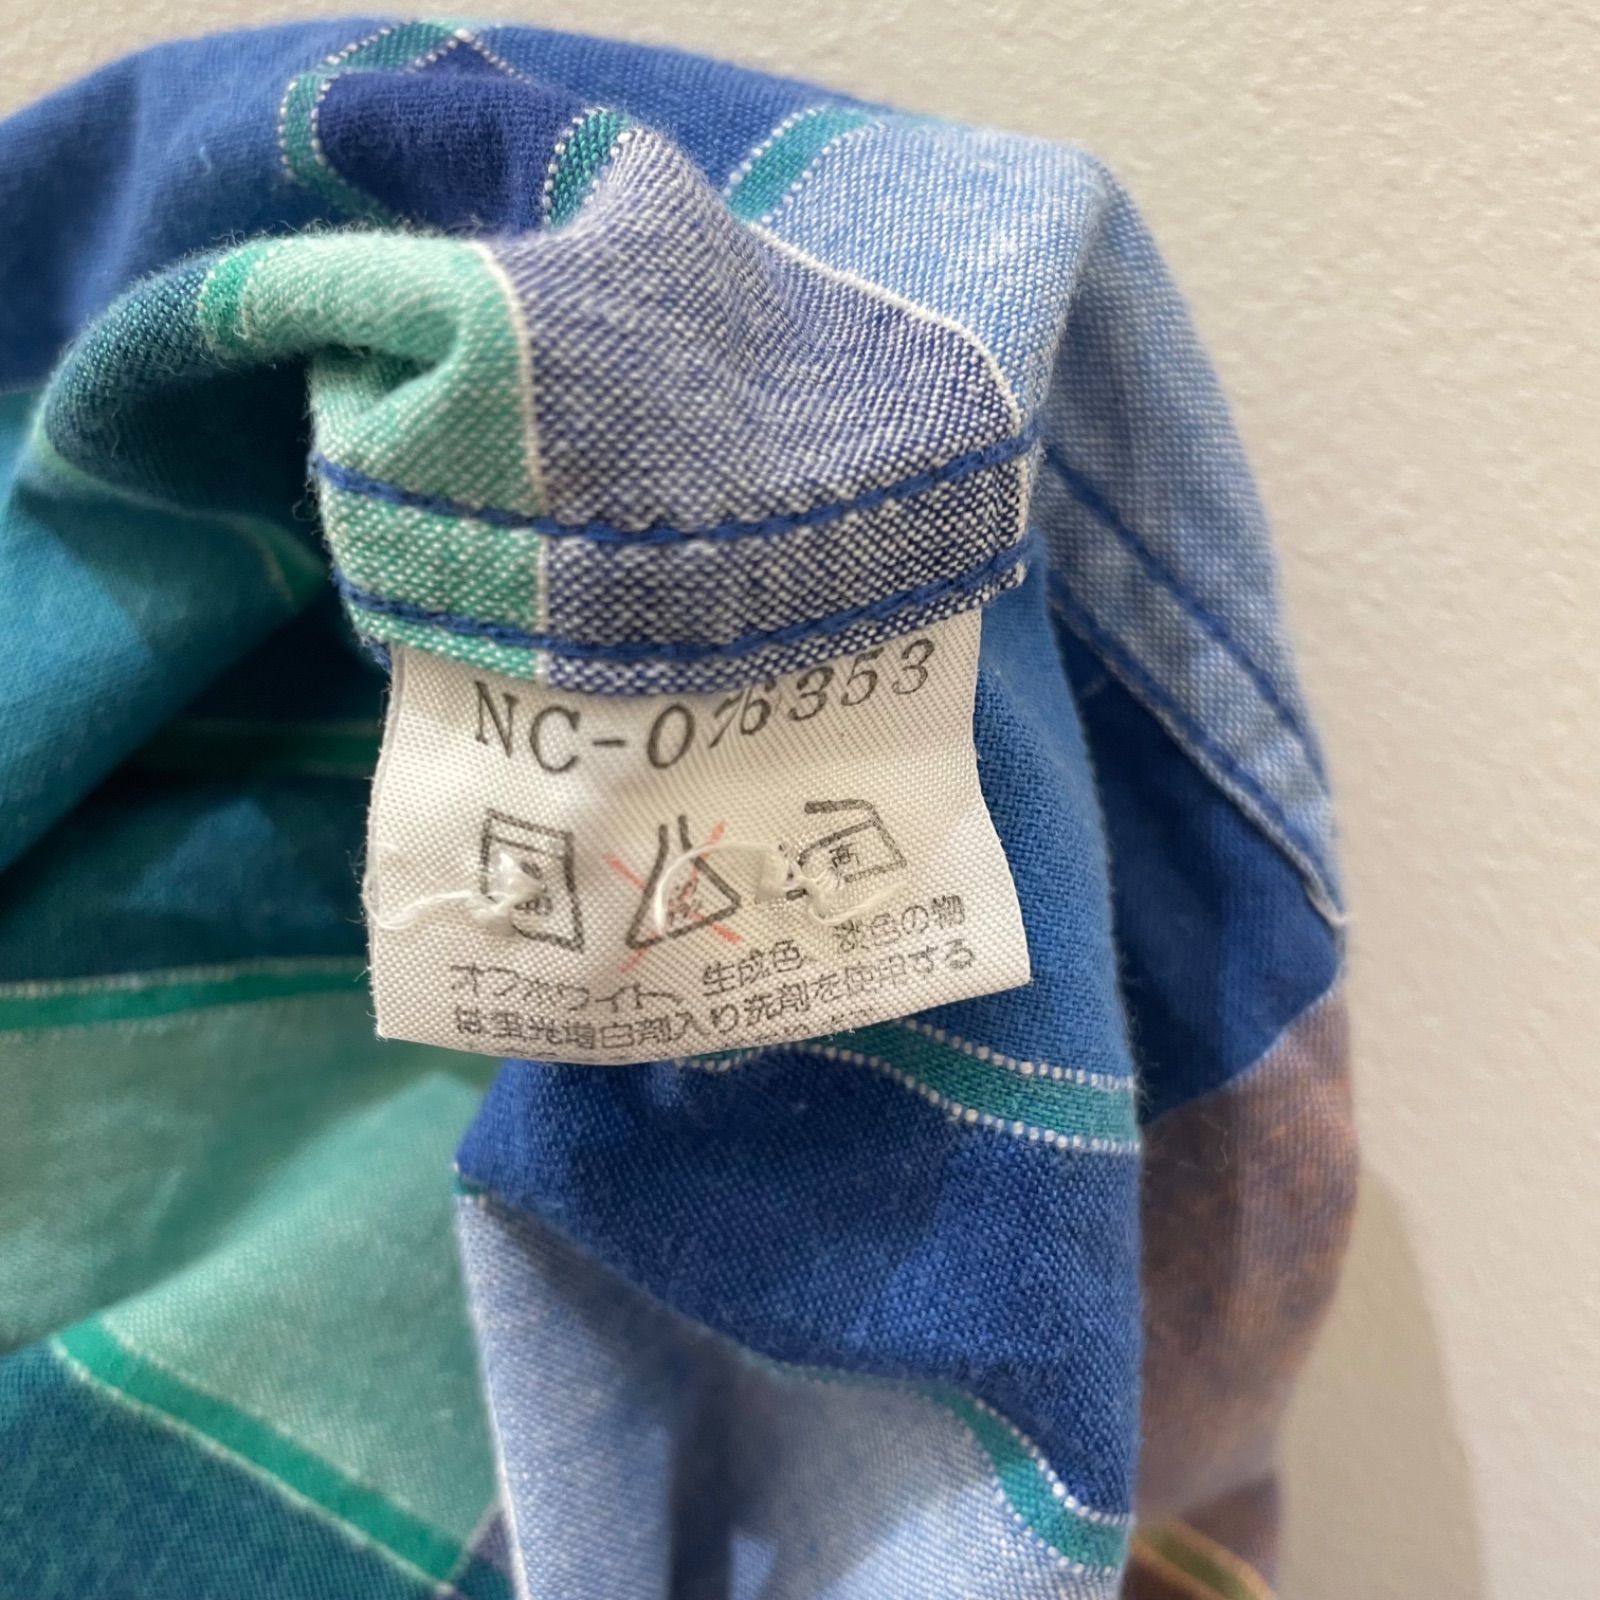 NC-076353
高
オフホワイト、生成色、淡色の物
は蛍光増白剤入り洗剤を使用する